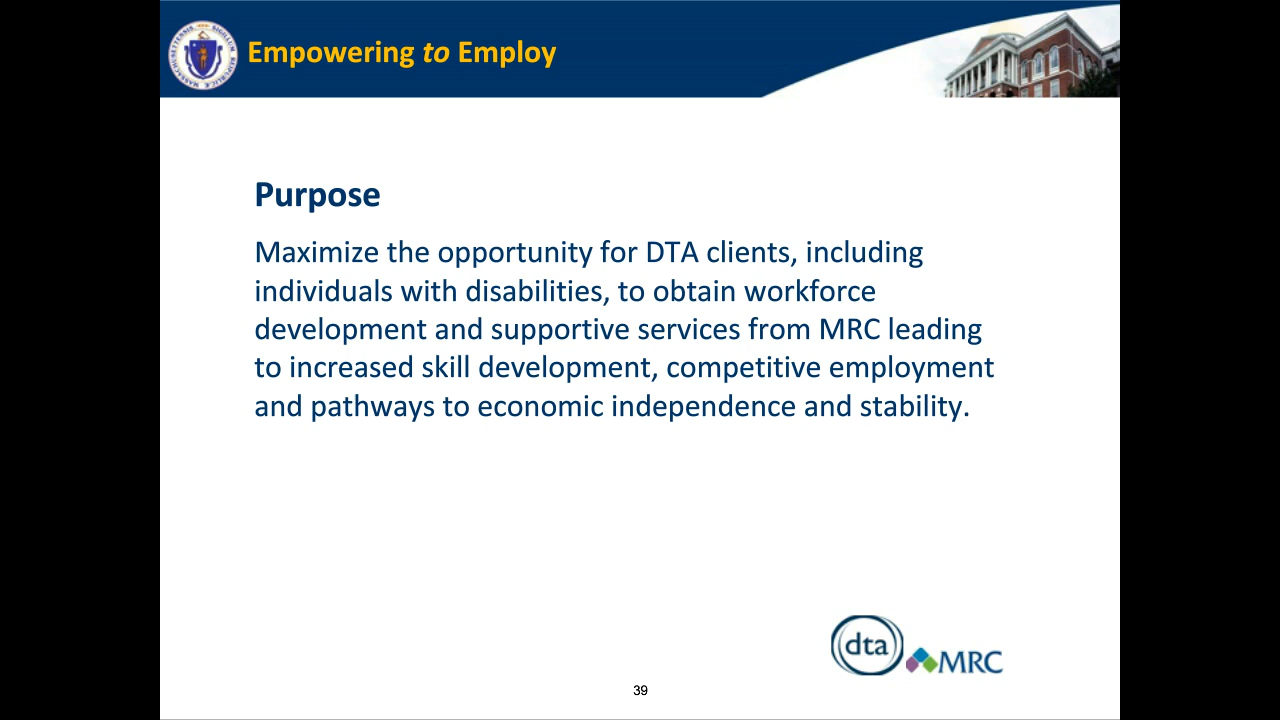 Empowering to Employ
Purpose
Maximize the opportunity for DTA clients, including
individuals with disabilities, to obtain workforce
development and supportive services from MRC leading
to increased skill development, competitive employment
and pathways to economic independence and stability.
dta
MRC
39